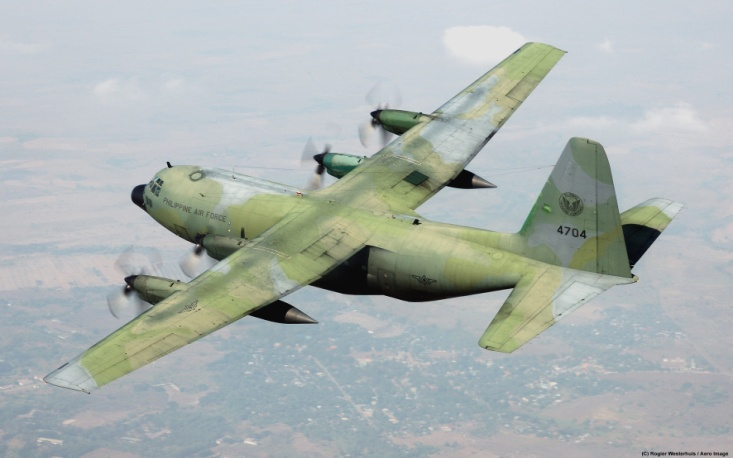 PHILIPPINE AIR FORCE
4704
(C) Rogier Westerhuis / Aero Image